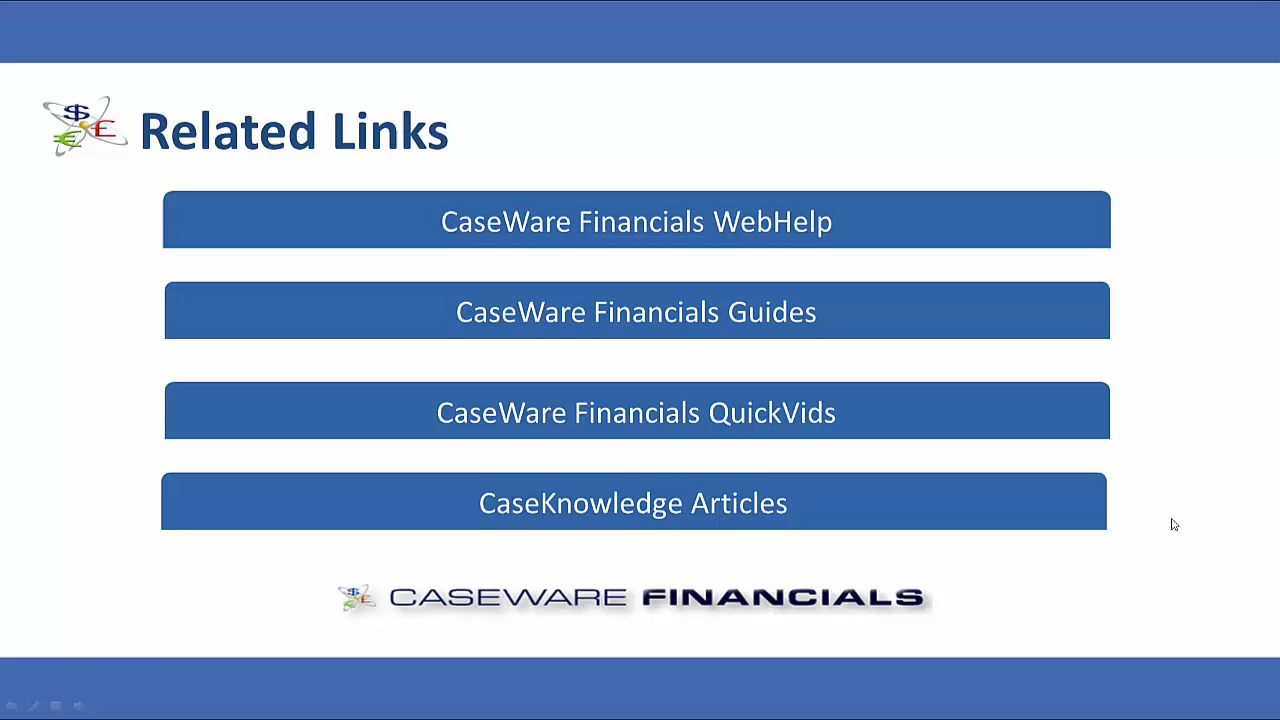 Related Links
CaseWare Financials WebHelp
CaseWare Financials Guides
CaseWare Financials QuickVids
CaseKnowledge Articles
CASEWARE FINANCIALS